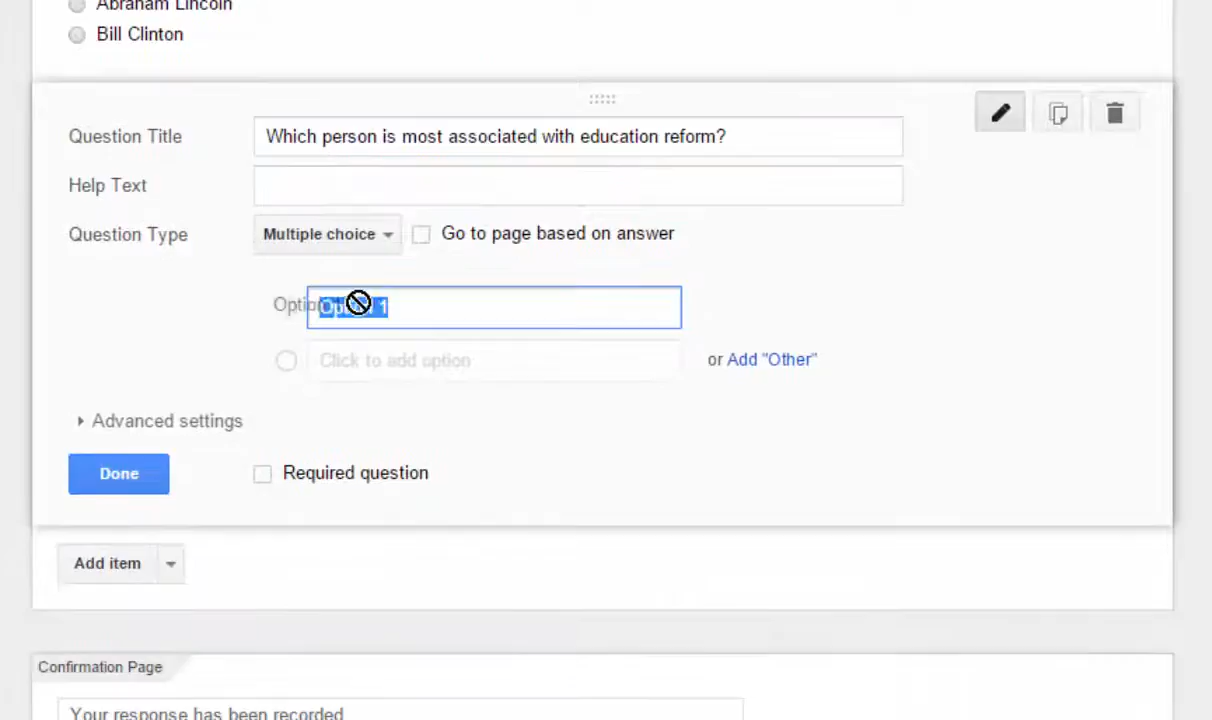 Abraham Lincoln
Bill Clinton
Question Title Which person is most associated with education reform?
Help Text
Question Type Multiple choice Go to page based on answer
Option 1
Click to add option or Add "Other"
Advanced settings
Done Required question
Add item
Confirmation Page
Your response has been recorded